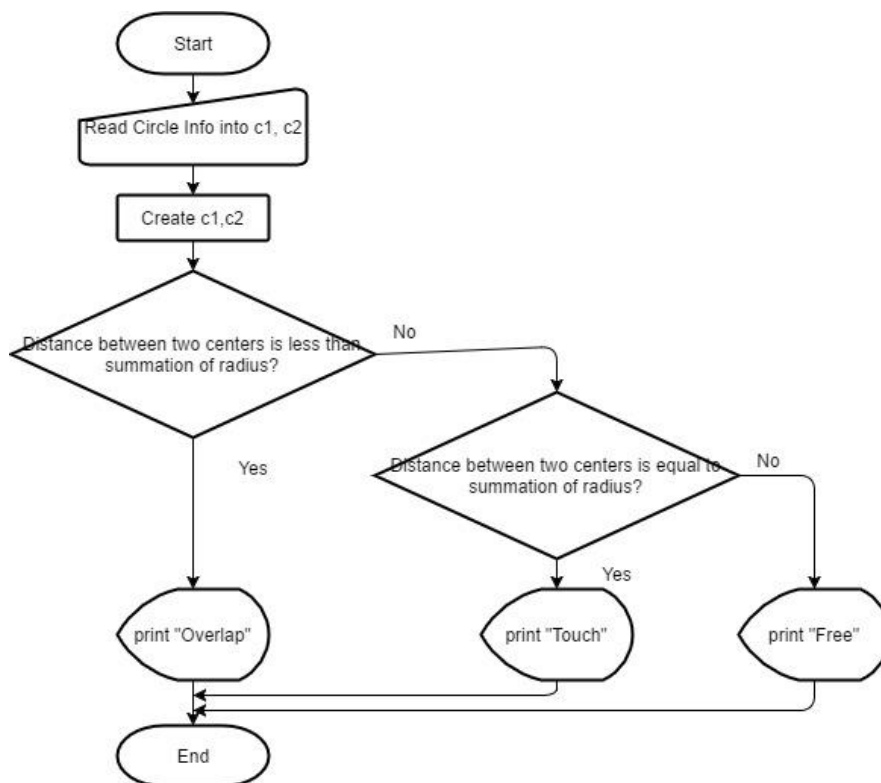 Start
Read Circle Info into c1, c2
Create c1,c2
Distance between two centers is less than
summation of radius?
No
Yes
Distance between two centers is equal to
summation of radius?
No
Yes
print "Overlap"
print "Touch"
print "Free"
End